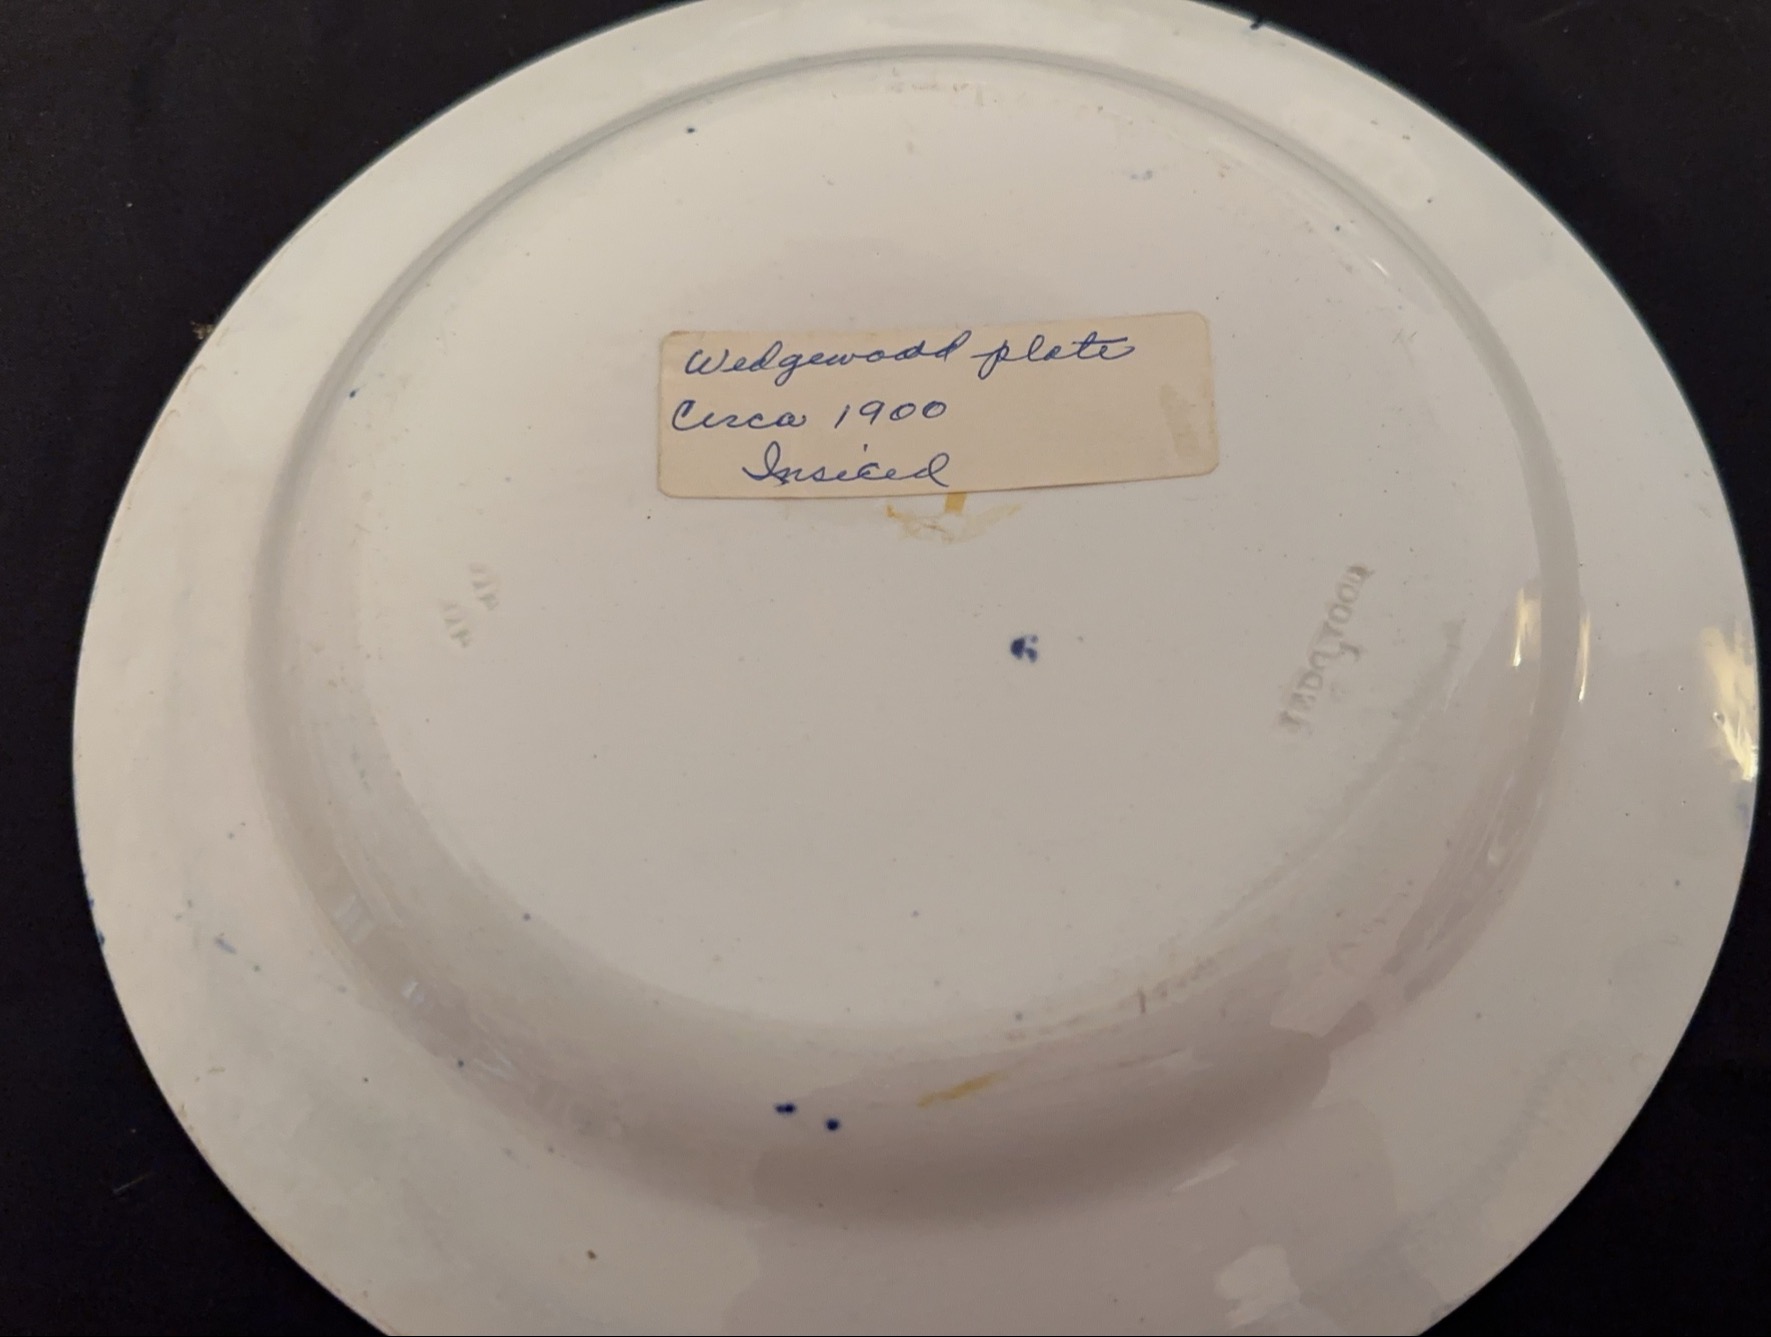 Wedgewood plate
Circa 1900
Insiced